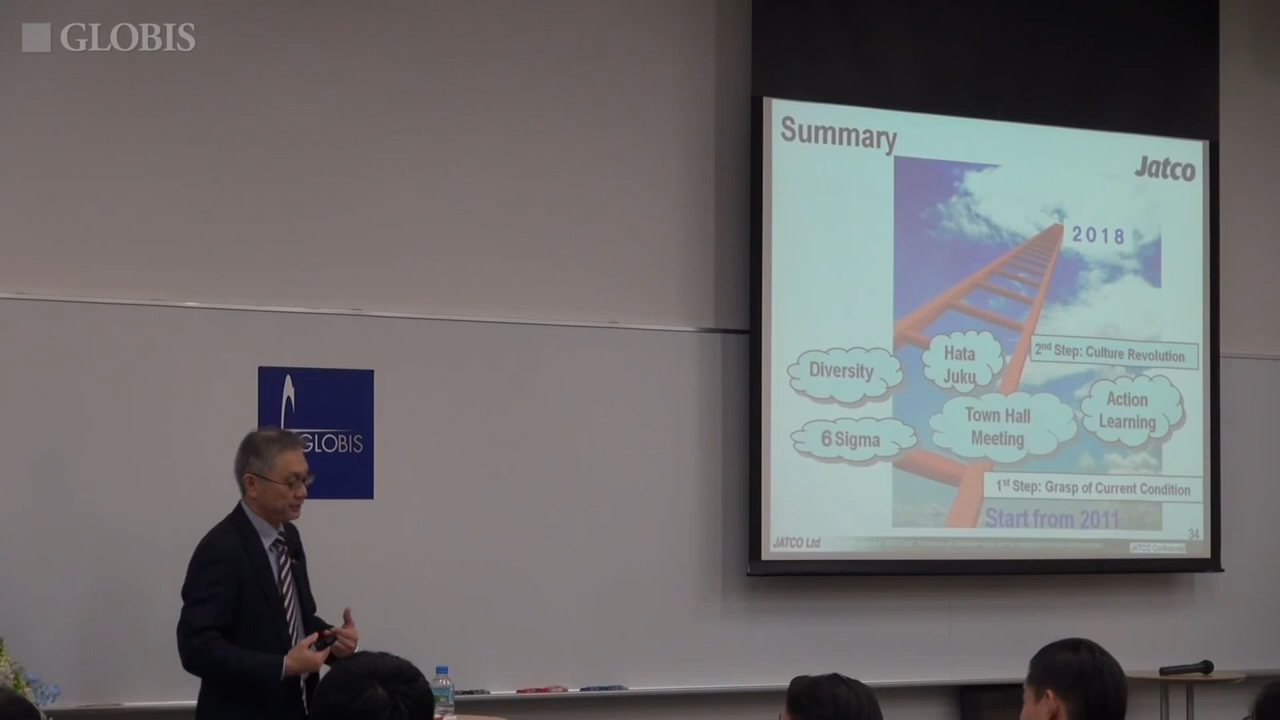 GLOBIS
Summary
Jatco
2018
2nd Step: Culture Revolution
Hata
Juku
Diversity
Action
Learning
Town Hall
Meeting
6 Sigma
1st Step: Grasp of Current Condition
Start from 2011
34
JATCO Ltd
GLOBIS